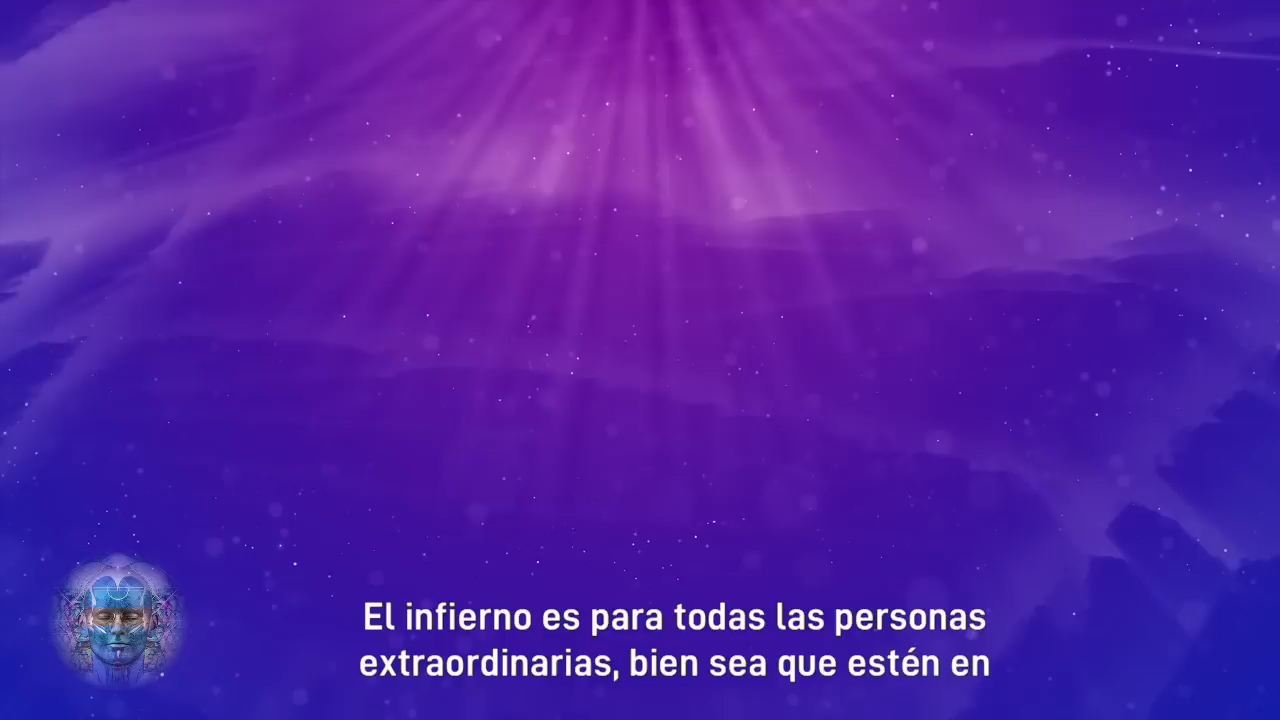 El infierno es para todas las personas
extraordinarias, bien sea que estén en